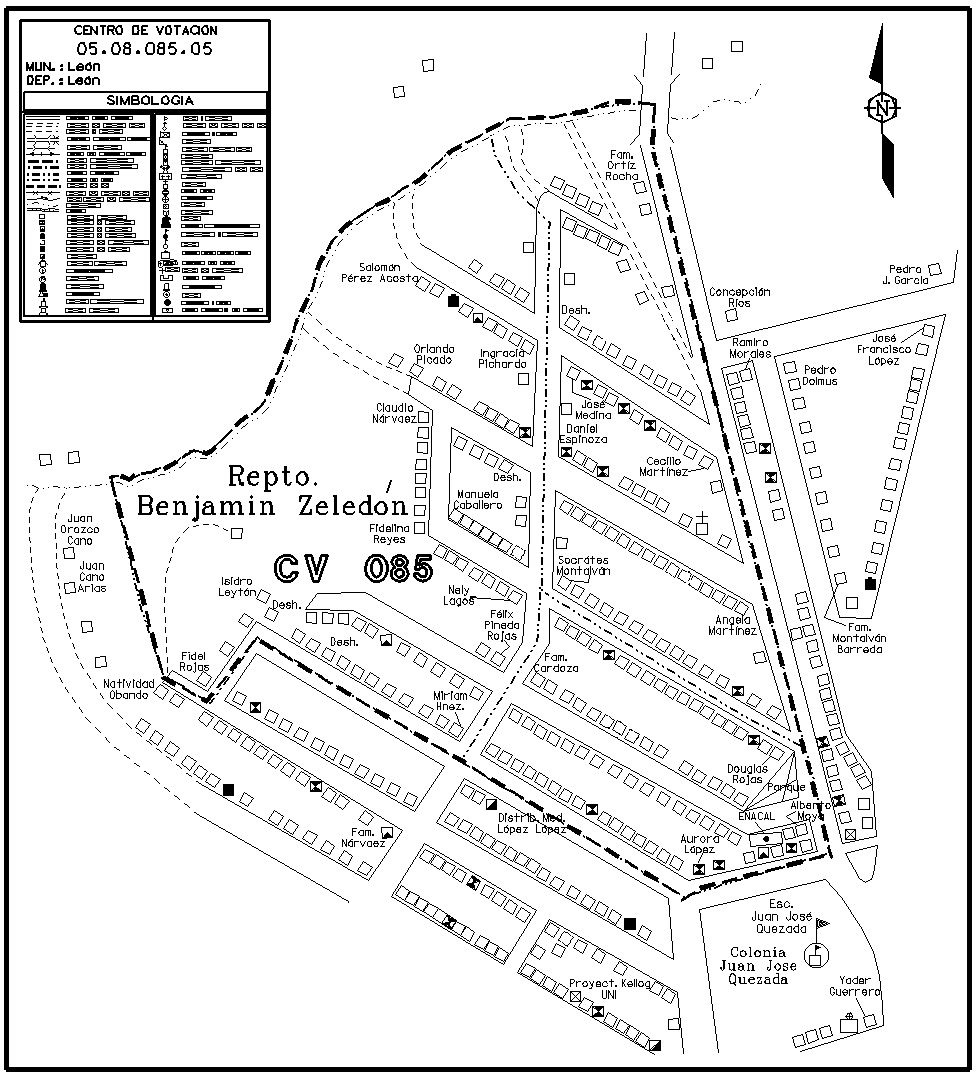 CENTRO DE VOTACION
05.08.085.05
MUN.: León
DEP.: León
SIMBOLOGIA
N
Fam.
Ortíz
Rocha
Salomón
Pérez Acosta
Pedro
J. García
Concepción
Ríos
Desh.
Ramiro
Morales
José
Francisco
López
Orlando
Picado
Ingracia
Pichardo
Pedro
Dolmus
Claudio
Nárvaez
José
Medina
Daniel
Espinoza
Cecilio
Martínez
Repto.
Benjamin Zeledón
Desh.
Manuela
Caballero
Juan
Orozco
Cano
Fidelina
Reyes
CV 085
Juan
Cano
Arias
Socrátes
Montalván
Isidro
Leytón
Desh.
Nely
Lagos
Félix
Pineda
Rojas
Angela
Martínez
Fam.
Montalván
Barreda
Desh.
Fidel
Rojas
Fam.
Cardoza
Natividad
Obando
Miriam
Hnez.
Douglas
Rojas
Parque
Alberto
Moya
ENACAL
Distrib. Med.
López López
Fam.
Nárvaez
Aurora
López
Esc.
Juan José
Quezada
Colonia
Juan Jose
Quezada
Proyect. Kellog
UNI
Yader
Guerrero